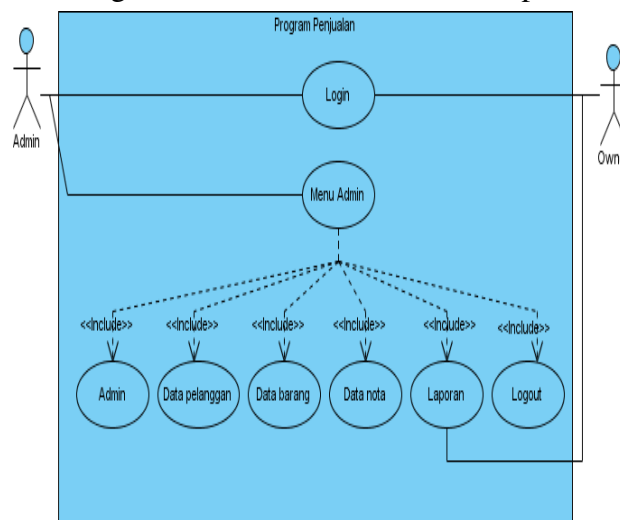 Program Penjualan
Login
Admin
Own
Menu Admin
<<Include>> <<Include>> <<Include>> <<Include>> <<Include>> <<Include>>
Admin Data pelanggan Data barang Data nota Laporan Logout